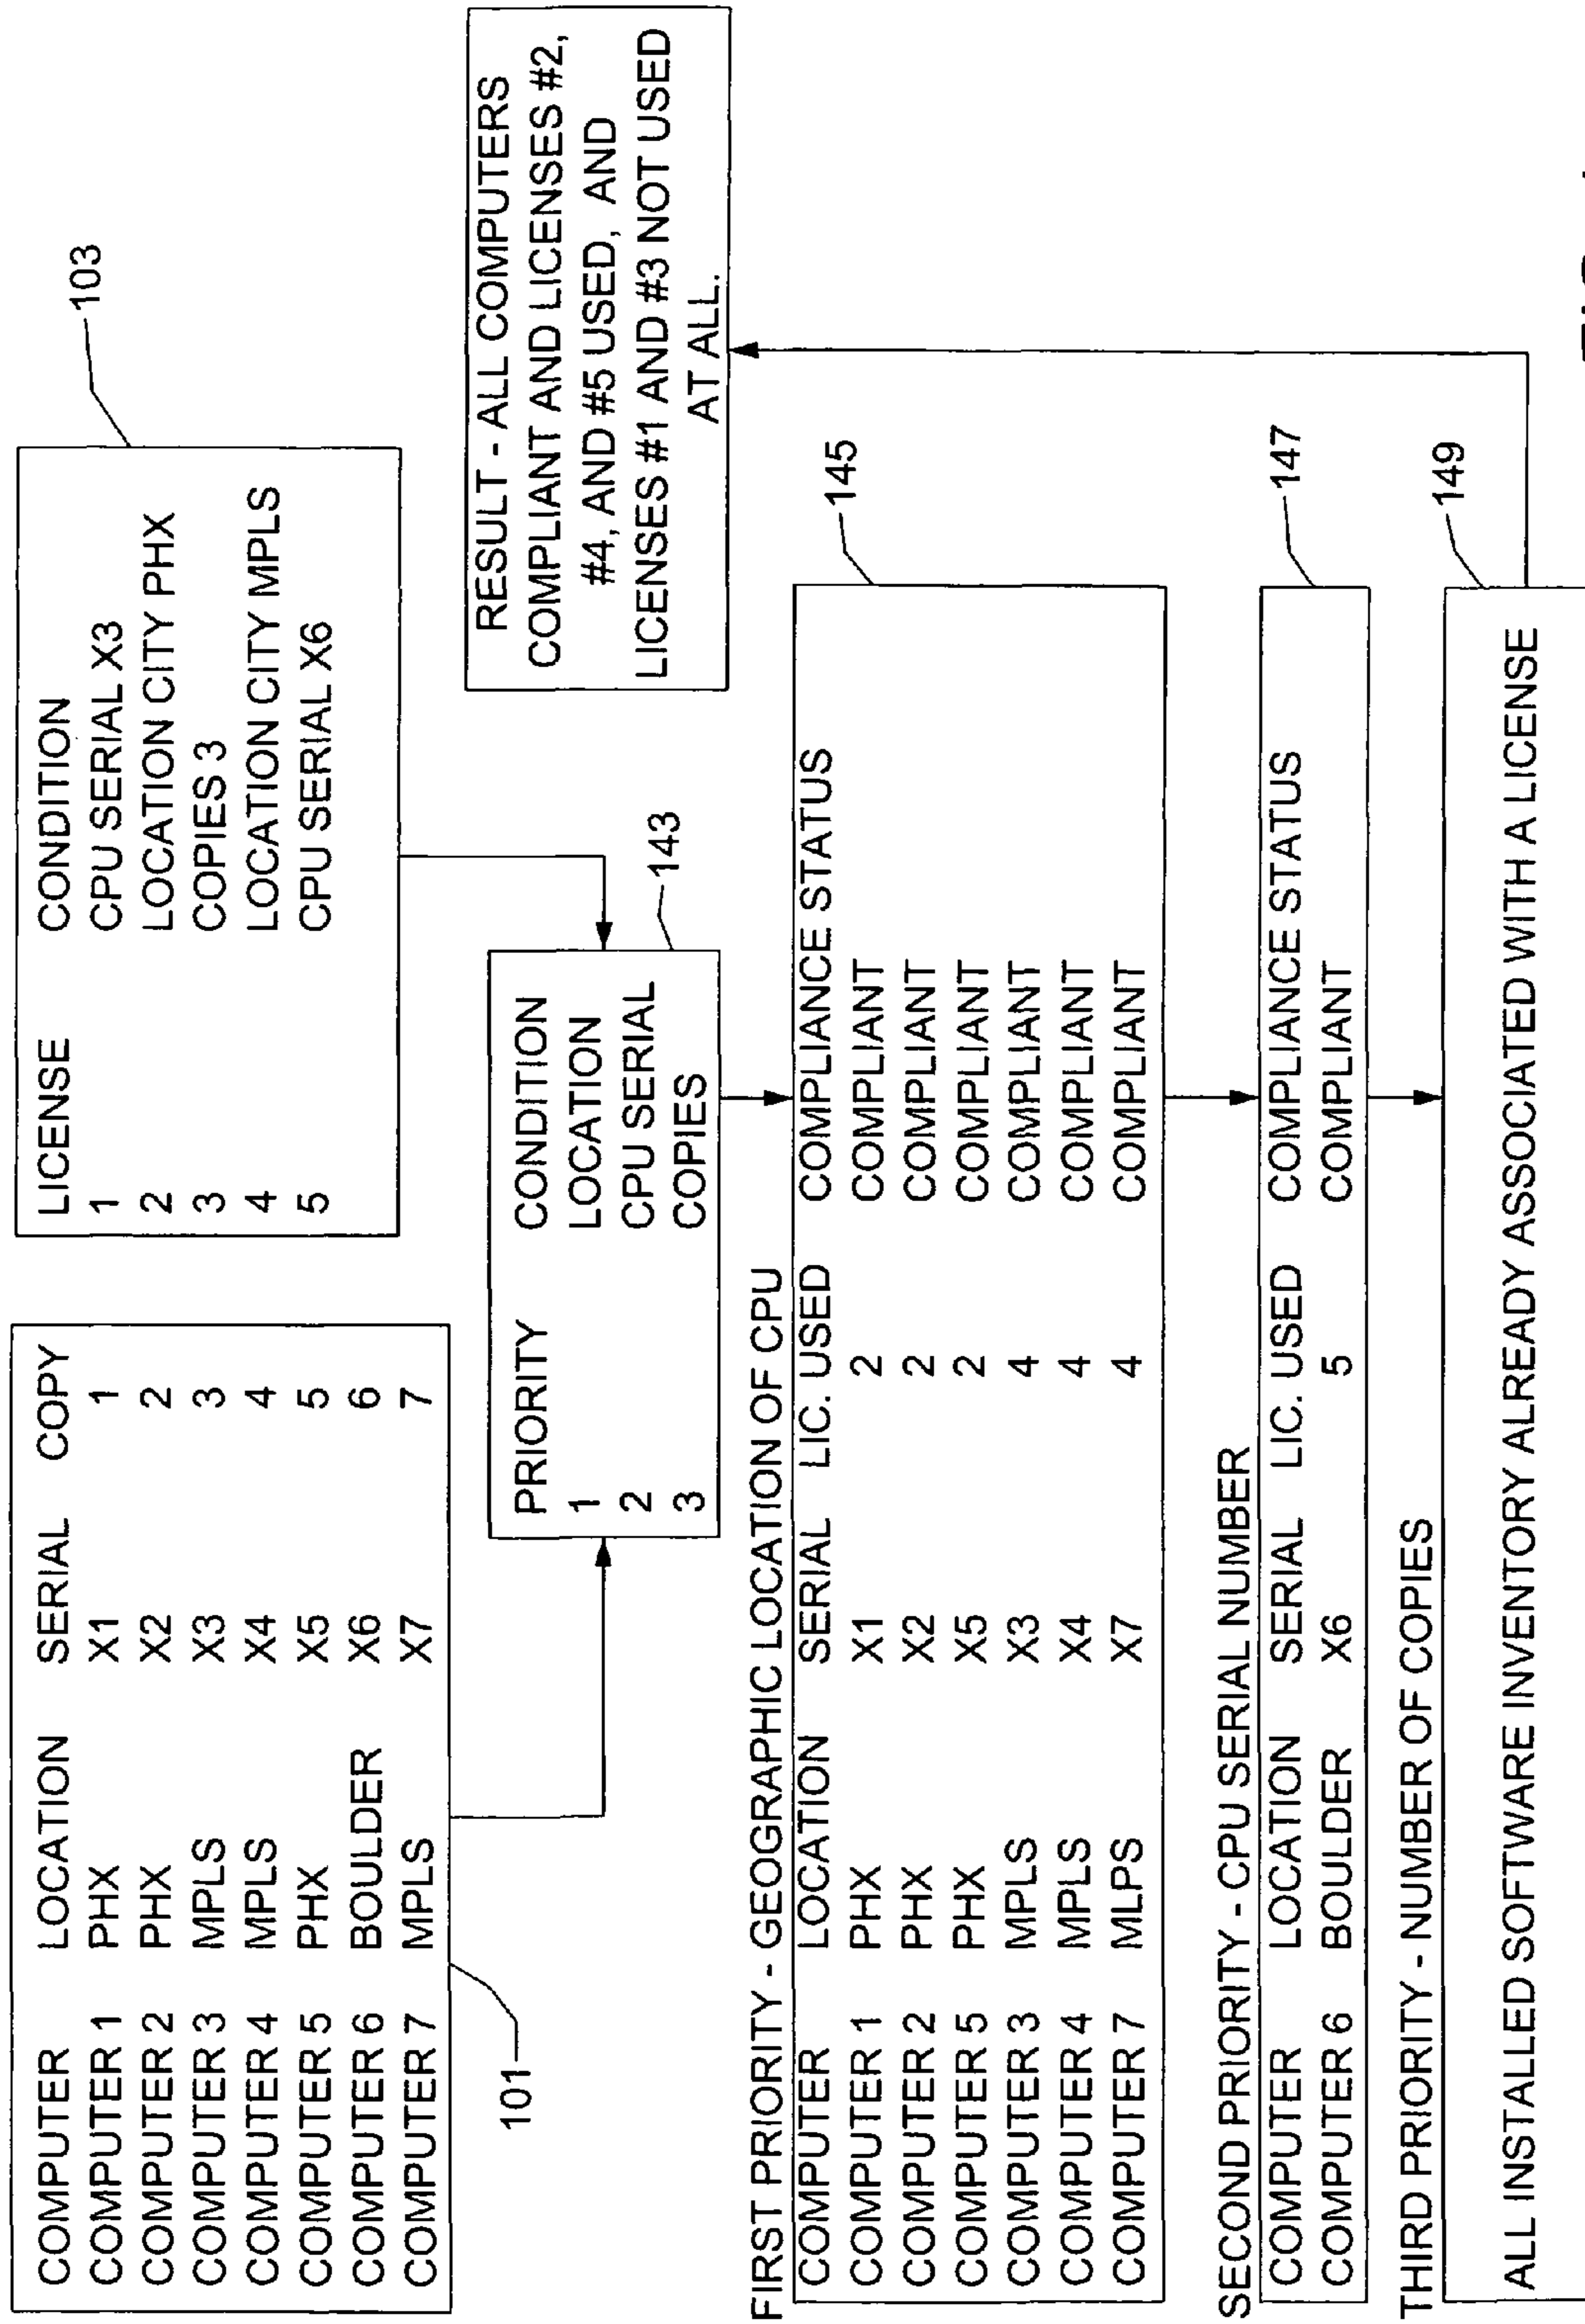 COMPUTER LOCATION SERIAL COPY
COMPUTER 1 PHX X1 1
COMPUTER 2 PHX X2 2
COMPUTER 3 MPLS X3 3
COMPUTER 4 MPLS X4 4
COMPUTER 5 PHX X5 5
COMPUTER 6 BOULDER X6 6
COMPUTER 7 MPLS X7 7
101
LICENSE CONDITION
1 CPU SERIAL X3
2 LOCATION CITY PHX
3 COPIES 3
4 LOCATION CITY MPLS
5 CPU SERIAL X6
103
PRIORITY CONDITION
1 LOCATION
2 CPU SERIAL
3 COPIES
143
RESULT - ALL COMPUTERS
COMPLIANT AND LICENSES #2,
#4, AND #5 USED, AND
LICENSES #1 AND #3 NOT USED
AT ALL.
FIRST PRIORITY - GEOGRAPHIC LOCATION OF CPU
COMPUTER LOCATION SERIAL LIC. USED COMPLIANCE STATUS
COMPUTER 1 PHX X1 2 COMPLIANT
COMPUTER 2 PHX X2 2 COMPLIANT
COMPUTER 5 PHX X5 2 COMPLIANT
COMPUTER 3 MPLS X3 4 COMPLIANT
COMPUTER 4 MPLS X4 4 COMPLIANT
COMPUTER 7 MLPS X7 4 COMPLIANT
145
SECOND PRIORITY - CPU SERIAL NUMBER
COMPUTER LOCATION SERIAL LIC. USED COMPLIANCE STATUS
COMPUTER 6 BOULDER X6 5 COMPLIANT
147
THIRD PRIORITY - NUMBER OF COPIES
ALL INSTALLED SOFTWARE INVENTORY ALREADY ASSOCIATED WITH A LICENSE
149